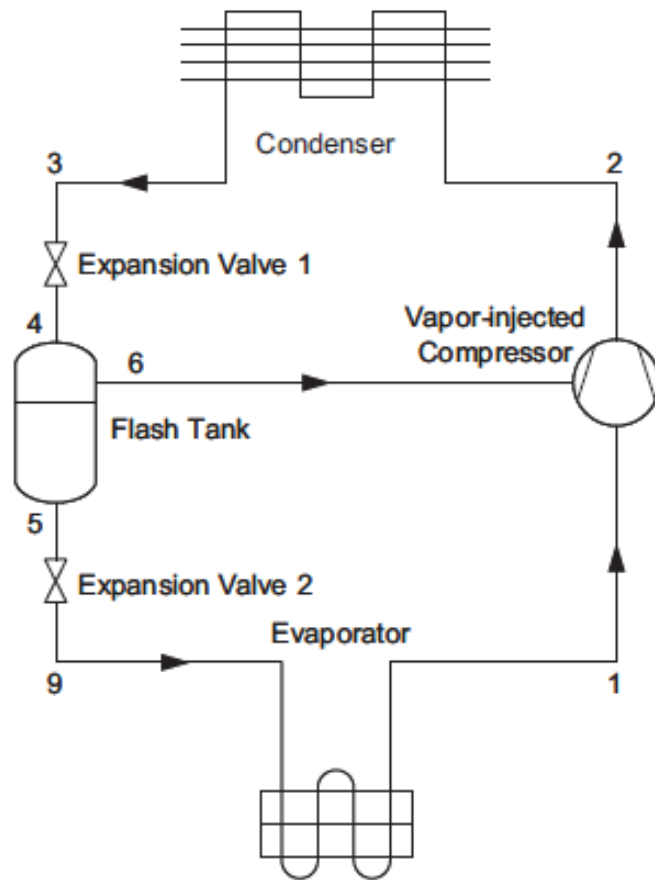 Condenser
3
2
Expansion Valve 1
4
Vapor-injected
Compressor
6
Flash Tank
5
Expansion Valve 2
Evaporator
9
1